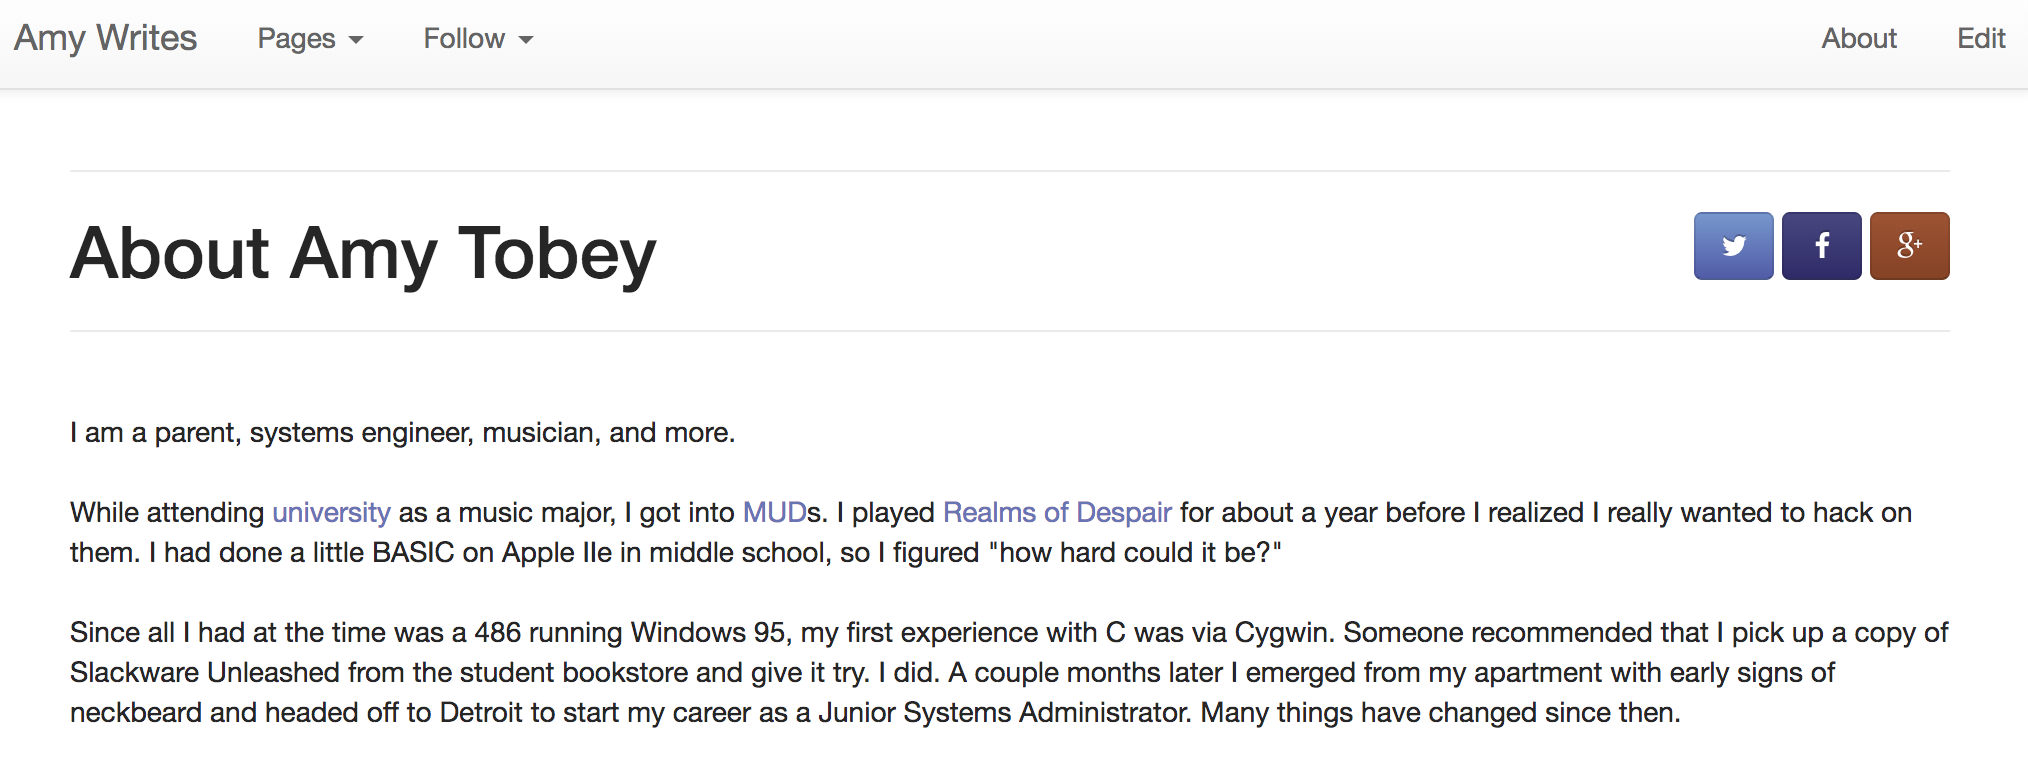 Amy Writes Pages Follow About Edit
About Amy Tobey
f g+
I am a parent, systems engineer, musician, and more.
While attending university as a music major, I got into MUDs. I played Realms of Despair for about a year before I realized I really wanted to hack on
them. I had done a little BASIC on Apple IIe in middle school, so I figured "how hard could it be?"
Since all I had at the time was a 486 running Windows 95, my first experience with C was via Cygwin. Someone recommended that I pick up a copy of
Slackware Unleashed from the student bookstore and give it try. I did. A couple months later I emerged from my apartment with early signs of
neckbeard and headed off to Detroit to start my career as a Junior Systems Administrator. Many things have changed since then.